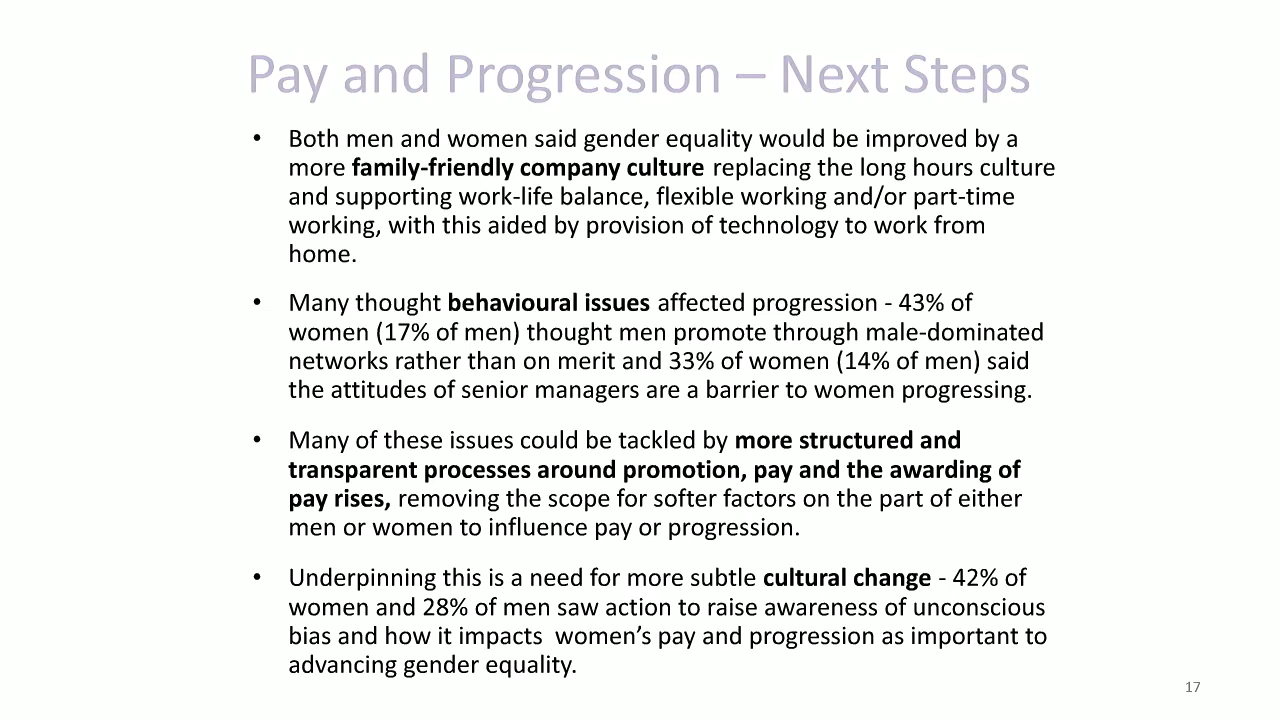 Pay and Progression – Next Steps
• Both men and women said gender equality would be improved by a
more family-friendly company culture replacing the long hours culture
and supporting work-life balance, flexible working and/or part-time
working, with this aided by provision of technology to work from
home.
• Many thought behavioural issues affected progression - 43% of
women (17% of men) thought men promote through male-dominated
networks rather than on merit and 33% of women (14% of men) said
the attitudes of senior managers are a barrier to women progressing.
• Many of these issues could be tackled by more structured and
transparent processes around promotion, pay and the awarding of
pay rises, removing the scope for softer factors on the part of either
men or women to influence pay or progression.
• Underpinning this is a need for more subtle cultural change - 42% of
women and 28% of men saw action to raise awareness of unconscious
bias and how it impacts  women’s pay and progression as important to
advancing gender equality.
17